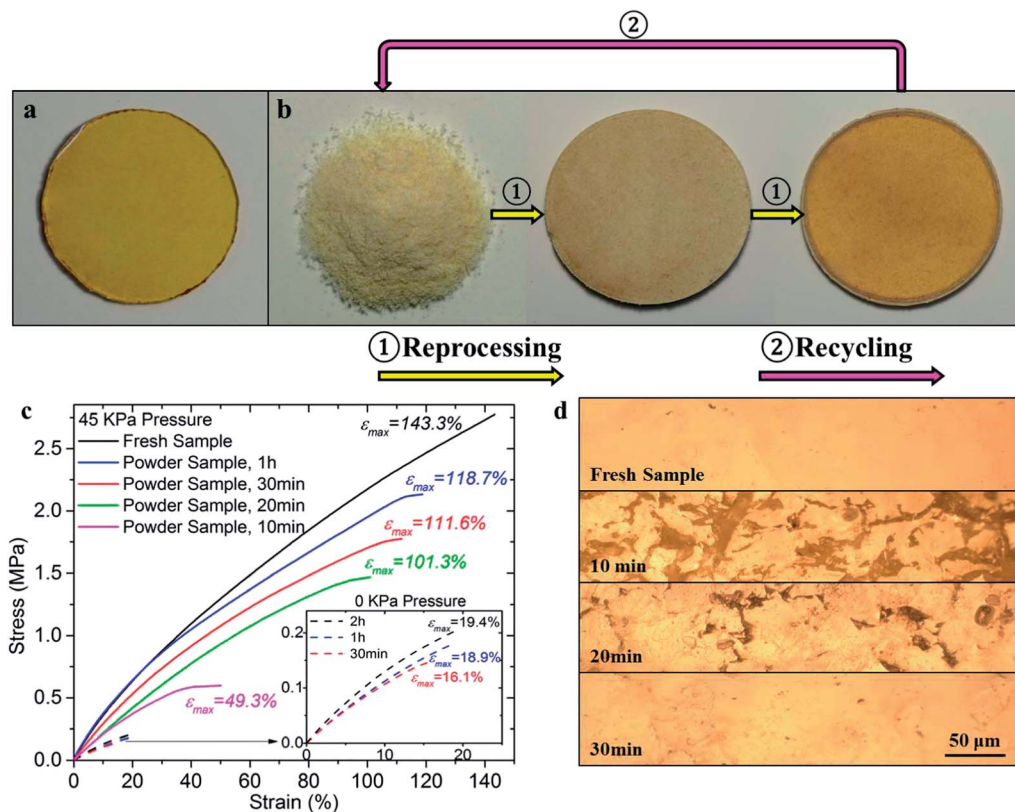 ②
a
b
①
①
①Reprocessing
②Recycling
c
45 KPa Pressure
Fresh Sample
Powder Sample, 1h
Powder Sample, 30min
Powder Sample, 20min
Powder Sample, 10min
εmax=143.3%
εmax=118.7%
εmax=111.6%
εmax=101.3%
εmax=49.3%
0 KPa Pressure
2h
1h
30min
εmax=19.4%
εmax=18.9%
εmax=16.1%
0.2
0.1
0.0
0 10 20
2.5
2.0
1.5
1.0
0.5
0.0
0 20 40 60 80 100 120 140
Stress (MPa)
Strain (%)
d
Fresh Sample
10 min
20min
30min
50 μm